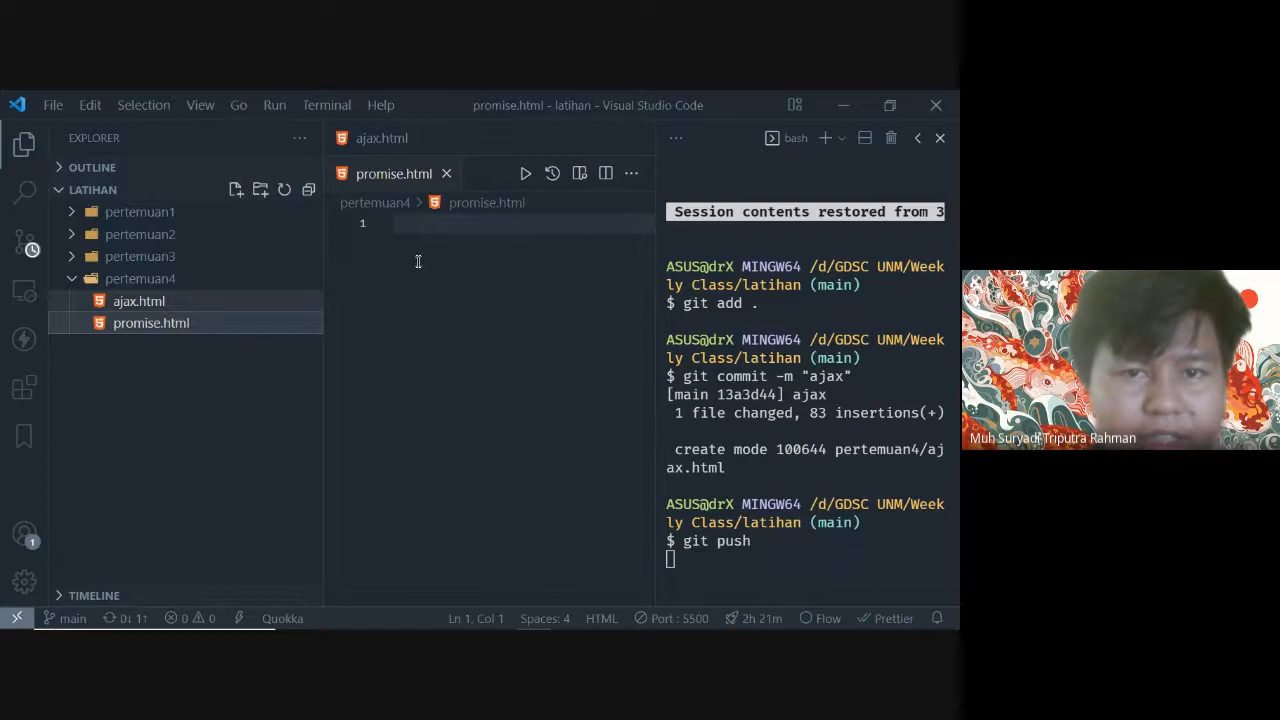 File Edit Selection View Go Run Terminal Help
promise.html - latihan - Visual Studio Code
EXPLORER
OUTLINE
LATIHAN
pertemuan1
pertemuan2
pertemuan3
pertemuan4
ajax.html
promise.html
TIMELINE
ajax.html
promise.html
pertemuan4 > promise.html
1
bash
Session contents restored from 3
ASUS@drX MINGW64 /d/GDSC UNM/Week
ly Class/latihan (main)
$ git add .
ASUS@drX MINGW64 /d/GDSC UNM/Week
ly Class/latihan (main)
$ git commit -m "ajax"
[main 13a3d44] ajax
1 file changed, 83 insertions(+)
create mode 100644 pertemuan4/aj
ax.html
ASUS@drX MINGW64 /d/GDSC UNM/Week
ly Class/latihan (main)
$ git push
1
main 0↓ 1↑ 0 0 Quokka Ln 1, Col 1 Spaces: 4 HTML Port : 5500 2h 21m Flow Prettier
Muh Suryadi Triputra Rahman